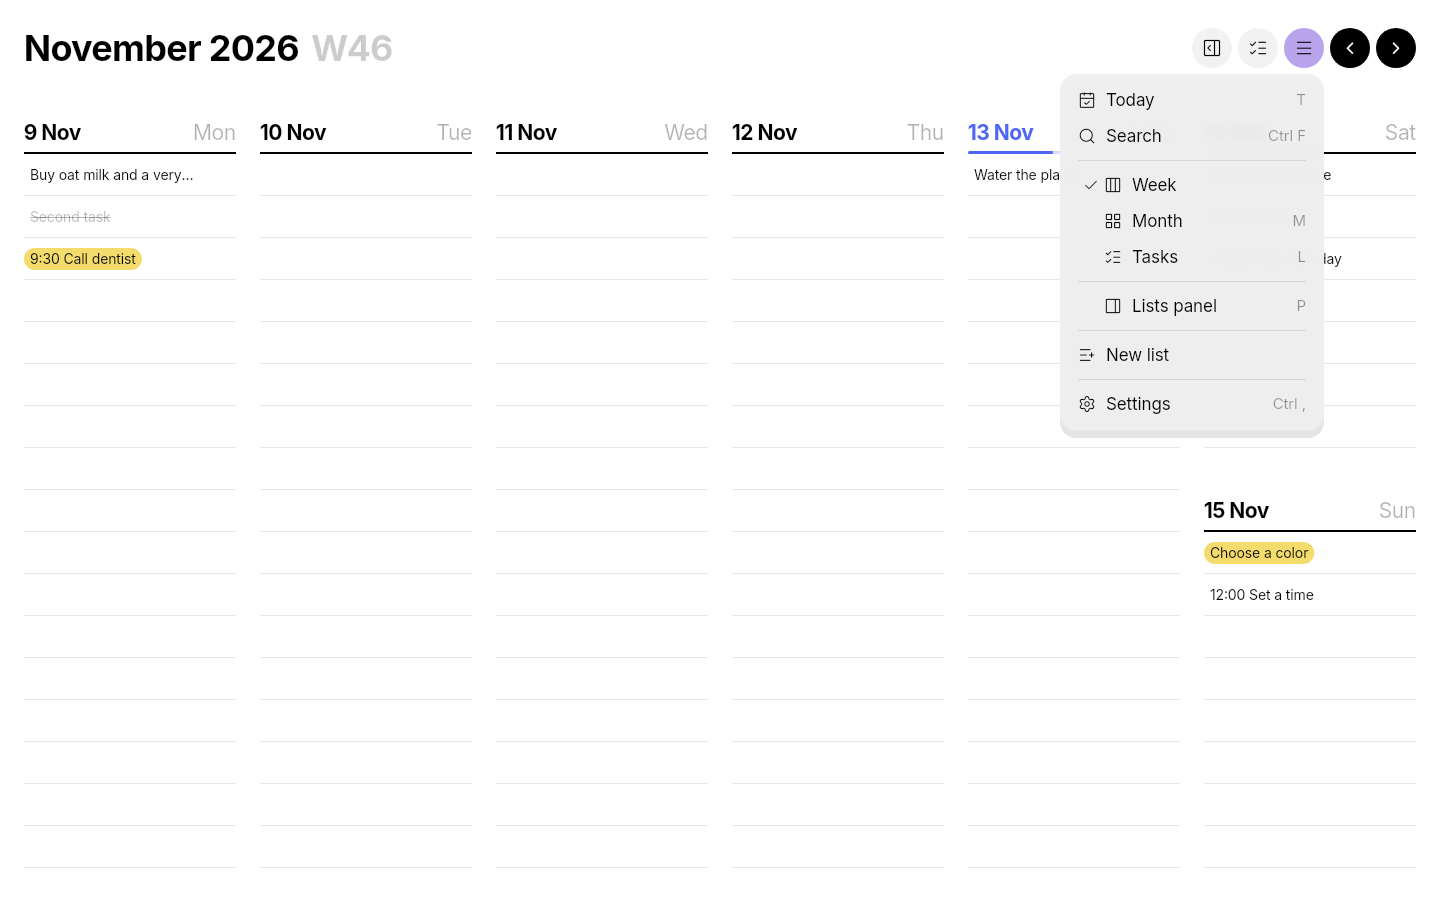 November 2026 W46
9 Nov Mon
Buy oat milk and a very...
Second task
9:30 Call dentist
10 Nov Tue
11 Nov Wed
12 Nov Thu
13 Nov
Water the pla
Sat
e
day
15 Nov Sun
Choose a color
12:00 Set a time
Today T
Search Ctrl F
Week
Month M
Tasks L
Lists panel P
New list
Settings Ctrl ,